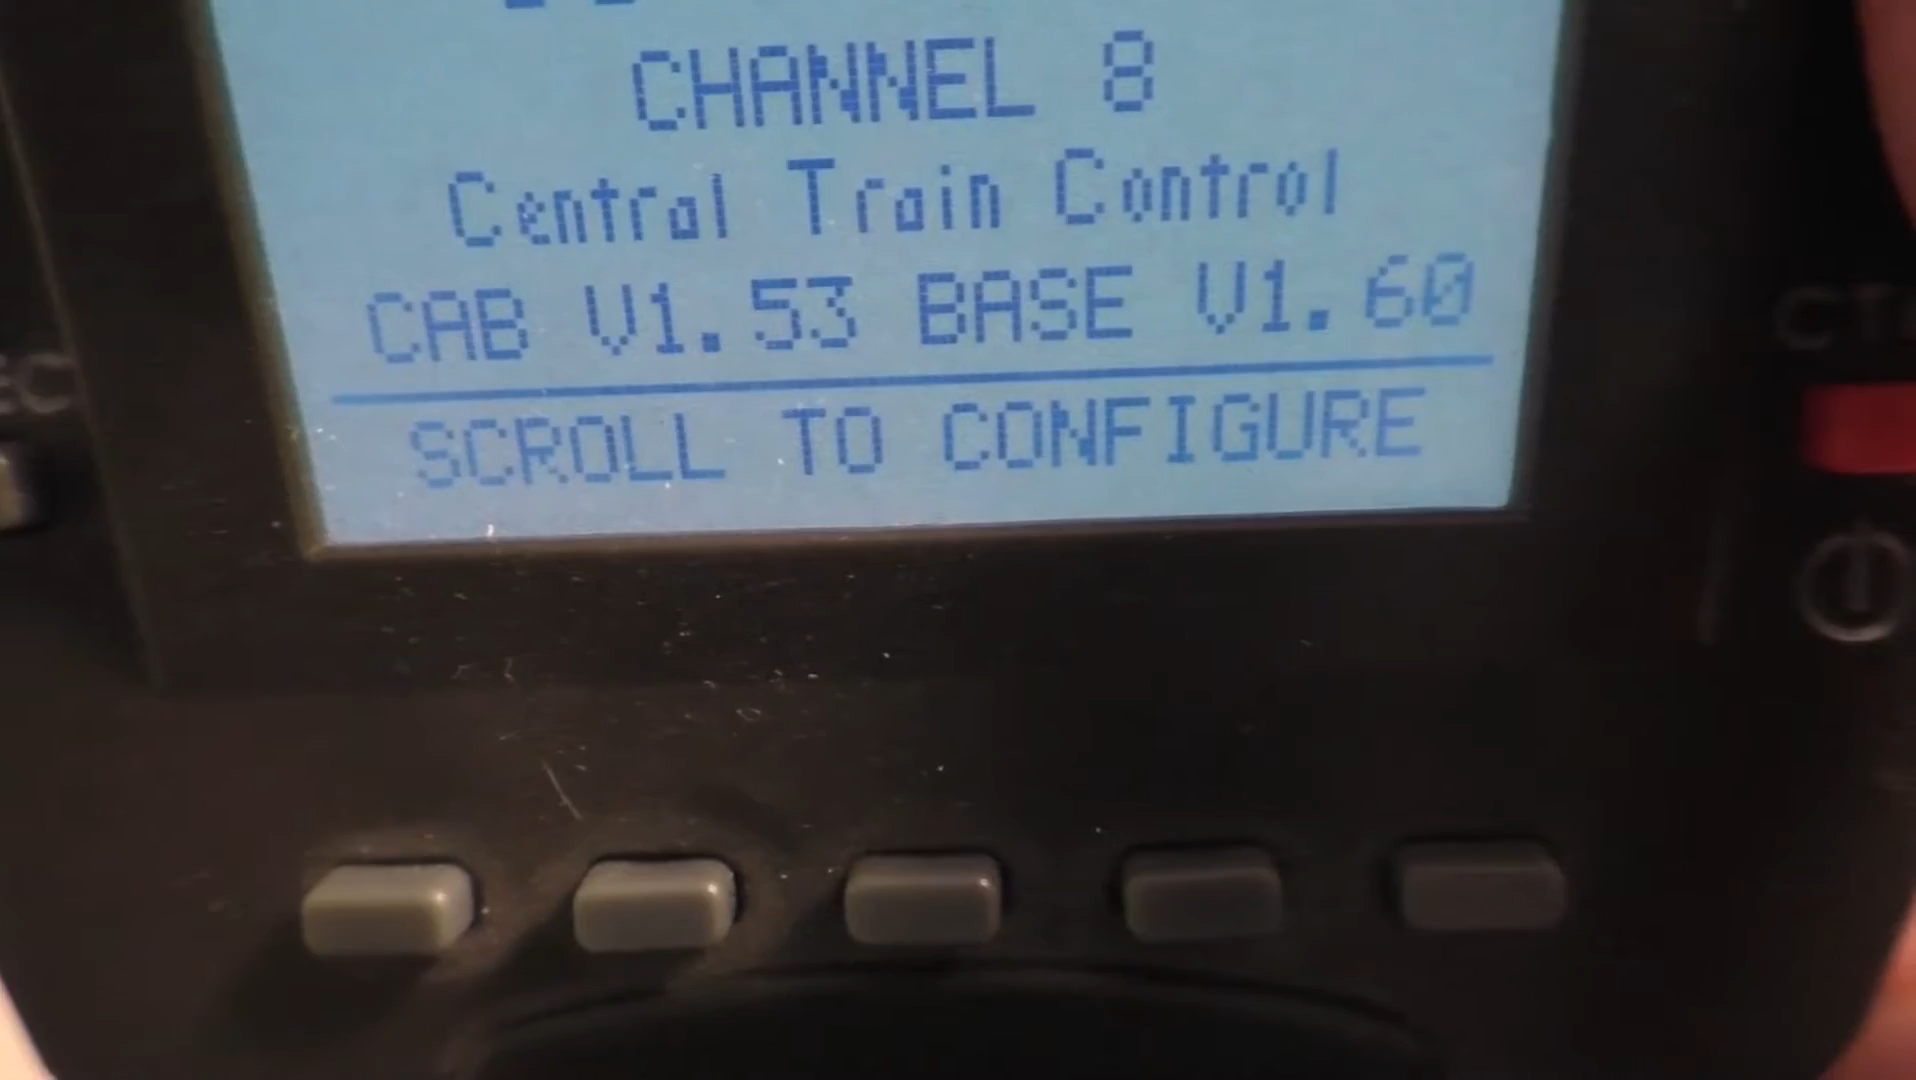 CHANNEL 8
Central Train Control
CAB V1.53 BASE V1.60
SCROLL TO CONFIGURE